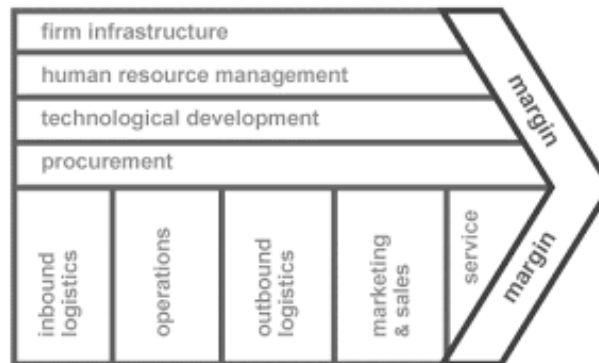 firm infrastructure
human resource management
technological development
procurement
margin
inbound
logistics
operations
outbound
logistics
marketing
& sales
service
margin